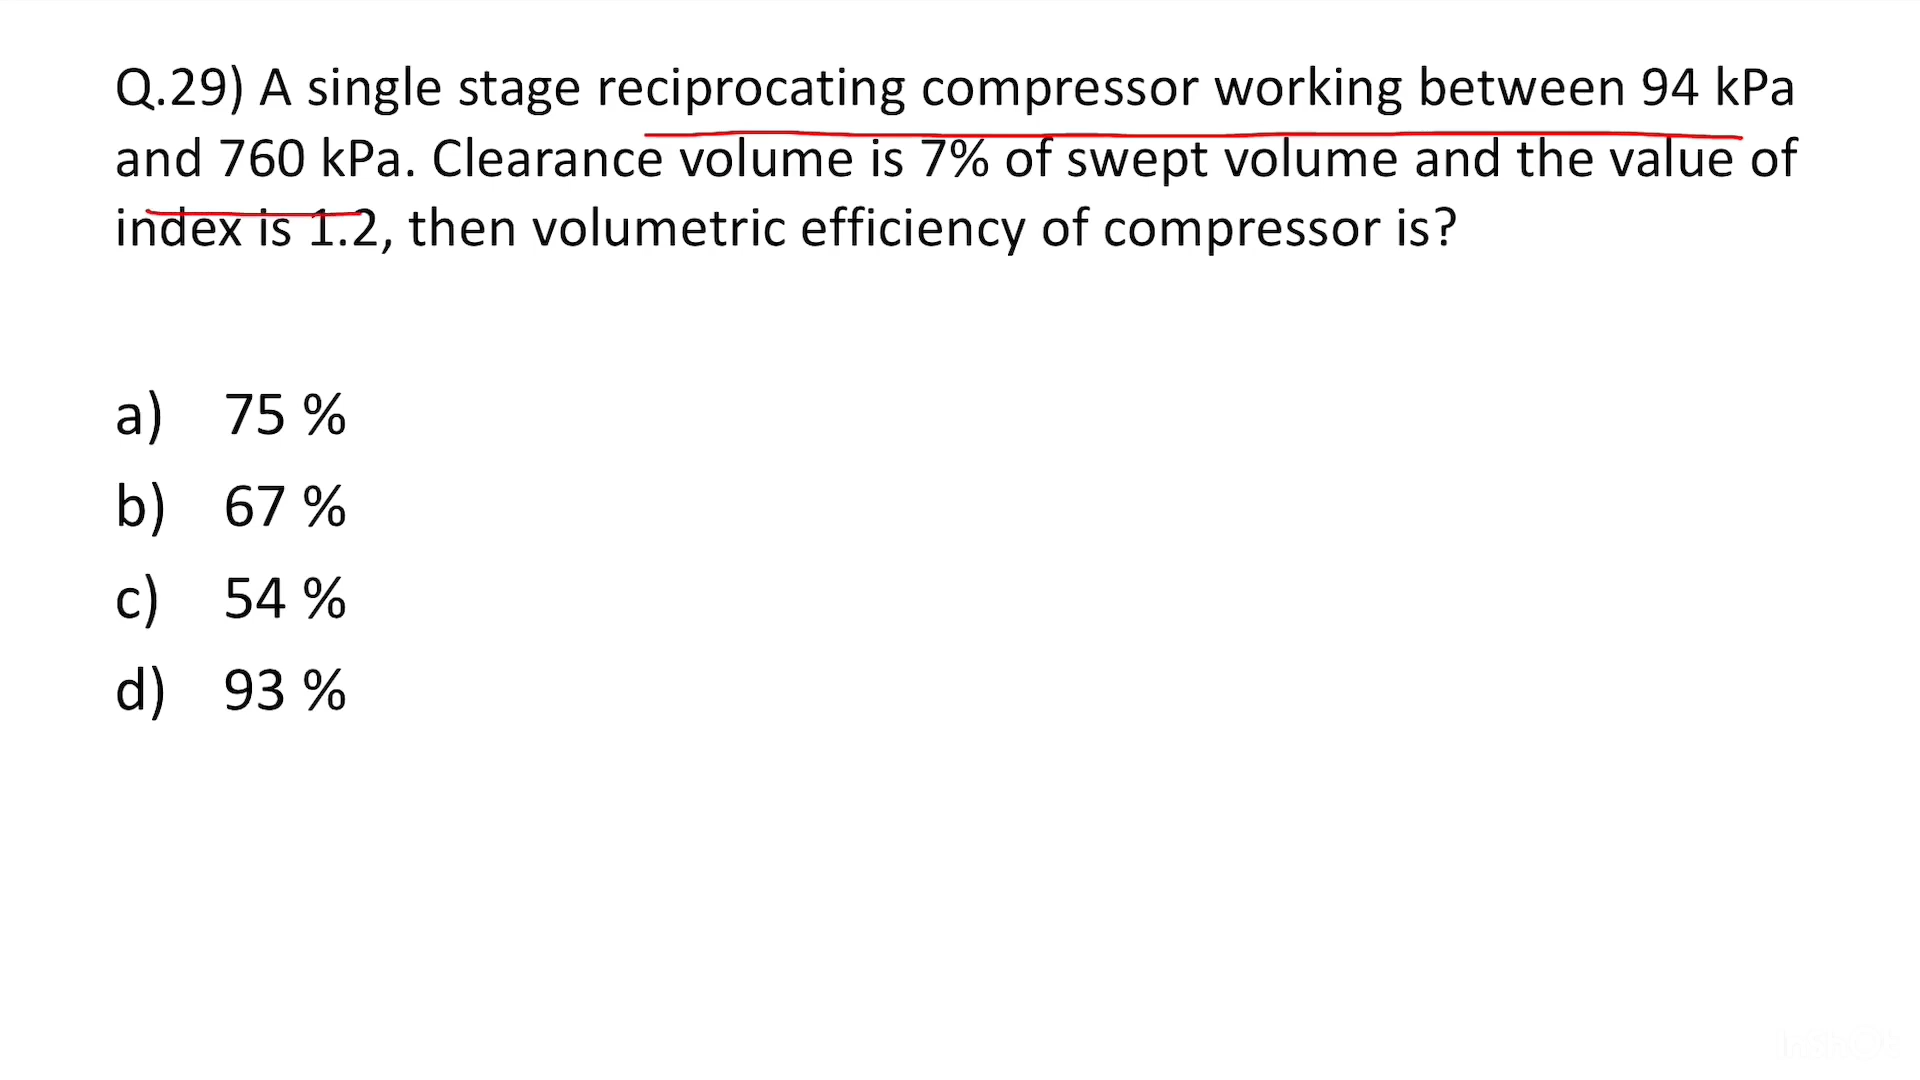 Q.29) A single stage reciprocating compressor working between 94 kPa
and 760 kPa. Clearance volume is 7% of swept volume and the value of
index is 1.2, then volumetric efficiency of compressor is?
a) 75 %
b) 67 %
c) 54 %
d) 93 %